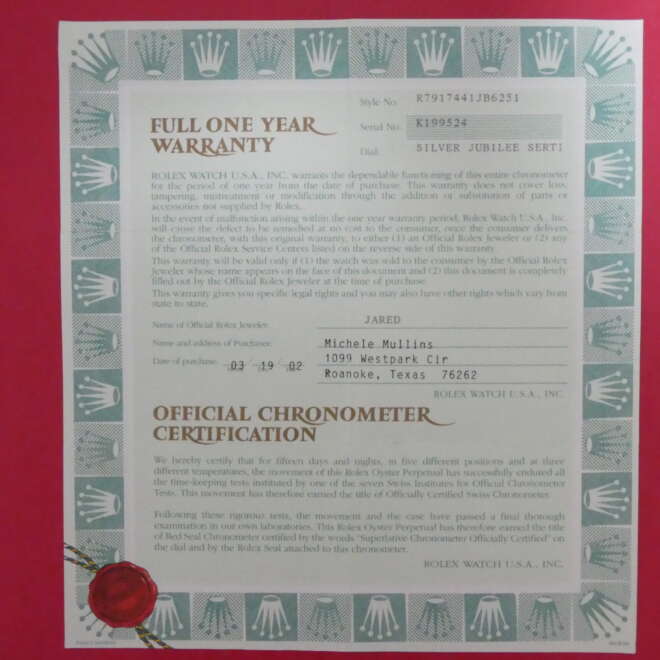 Style No. R7917441JB6251
FULL ONE YEAR
WARRANTY
Serial No. K199524
Dial: SILVER JUBILEE SERTI
ROLEX WATCH U.S.A., INC. warrants the dependable functioning of this entire chronometer
for the period of one year from the date of purchase. This warranty does not cover loss,
tampering, mistreatment or modification through the addition or substitution of parts or
accessories not supplied by Rolex.
In the event of malfunction arising within the one year warranty period, Rolex Watch U.S.A., Inc.
will cause the defect to be remedied at no cost to the consumer, once the consumer delivers
the chronometer, with this original warranty, to either (1) an Official Rolex Jeweler or (2) any
of the Official Rolex Service Centers listed on the reverse side of this warranty.
This warranty will be valid only if (1) the watch was sold to the consumer by the Official Rolex
Jeweler whose name appears on the face of this document and (2) this document is completely
filled out by the Official Rolex Jeweler at the time of purchase.
This warranty gives you specific legal rights and you may also have other rights which vary from
state to state.
Name of Official Rolex Jeweler: JARED
Name and address of Purchaser: Michele Mullins
1099 Westpark Cir
Date of purchase: 03 19 02
Roanoke, Texas 76262
ROLEX WATCH U.S.A., INC.
OFFICIAL CHRONOMETER
CERTIFICATION
We hereby certify that for fifteen days and nights, in five different positions and at three
different temperatures, the movement of this Rolex Oyster Perpetual has successfully endured all
the time-keeping tests instituted by one of the seven Swiss Institutes for Official Chronometer
Tests. This movement has therefore earned the title of Officially Certified Swiss Chronometer.
Following these rigorous tests, the movement and the case have passed a final thorough
examination in our own laboratories. This Rolex Oyster Perpetual has therefore earned the title
of Red Seal Chronometer certified by the words "Superlative Chronometer Officially Certified" on
the dial and by the Rolex Seal attached to this chronometer.
ROLEX WATCH U.S.A., INC.